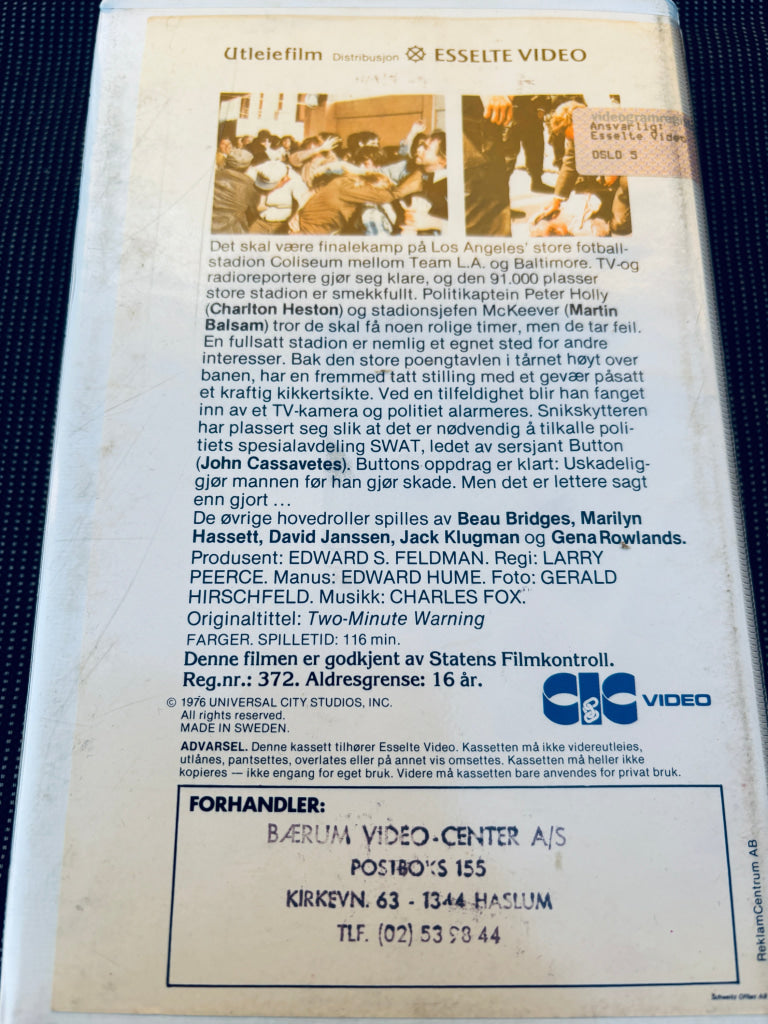 Utleiefilm Distribusjon ESSELTE VIDEO
videogramreg
Ansvarlig:
Esselte Video
OSLO 5
Det skal være finalekamp på Los Angeles' store fotball-
stadion Coliseum mellom Team L.A. og Baltimore. TV-og
radioreportere gjør seg klare, og den 91.000 plasser
store stadion er smekkfullt. Politikaptein Peter Holly
(Charlton Heston) og stadionsjefen McKeever (Martin
Balsam) tror de skal få noen rolige timer, men de tar feil.
En fullsatt stadion er nemlig et egnet sted for andre
interesser. Bak den store poengtavlen i tårnet høyt over
banen, har en fremmed tatt stilling med et gevær påsatt
et kraftig kikkertsikte. Ved en tilfeldighet blir han fanget
inn av et TV-kamera og politiet alarmeres. Snikskytteren
har plassert seg slik at det er nødvendig å tilkalle poli-
tiets spesialavdeling SWAT, ledet av sersjant Button
(John Cassavetes). Buttons oppdrag er klart: Uskadelig-
gjør mannen før han gjør skade. Men det er lettere sagt
enn gjort ...
De øvrige hovedroller spilles av Beau Bridges, Marilyn
Hassett, David Janssen, Jack Klugman og Gena Rowlands.
Produsent: EDWARD S. FELDMAN. Regi: LARRY
PEERCE. Manus: EDWARD HUME. Foto: GERALD
HIRSCHFELD. Musikk: CHARLES FOX.
Originaltittel: Two-Minute Warning
FARGER. SPILLETID: 116 min.
Denne filmen er godkjent av Statens Filmkontroll.
Reg.nr.: 372. Aldresgrense: 16 år.
CIC VIDEO
© 1976 UNIVERSAL CITY STUDIOS, INC.
All rights reserved.
MADE IN SWEDEN.
ADVARSEL. Denne kassett tilhører Esselte Video. Kassetten må ikke videreutleies,
utlånes, pantsettes, overlates eller på annet vis omsettes. Kassetten må heller ikke
kopieres — ikke engang for eget bruk. Videre må kassetten bare anvendes for privat bruk.
FORHANDLER:
BÆRUM VIDEO-CENTER A/S
POSTBOKS 155
KIRKEVN. 63 - 1344 HASLUM
TLF. (02) 53 98 44
ReklamCentrum AB